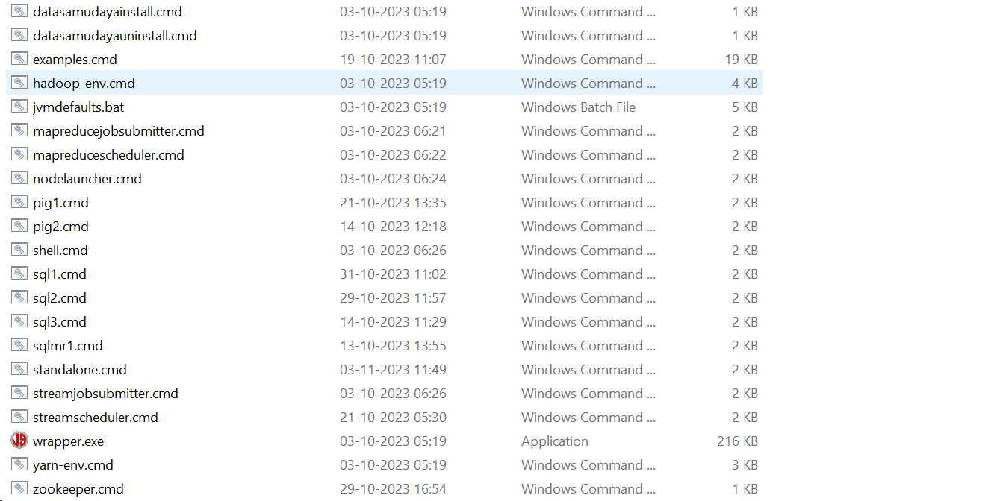 datasamudayainstall.cmd 03-10-2023 05:19 Windows Command ... 1 KB
datasamudayauninstall.cmd 03-10-2023 05:19 Windows Command ... 1 KB
examples.cmd 19-10-2023 11:07 Windows Command ... 19 KB
hadoop-env.cmd 03-10-2023 05:19 Windows Command ... 4 KB
jvmdefaults.bat 03-10-2023 05:19 Windows Batch File 5 KB
mapreducejobsubmitter.cmd 03-10-2023 06:21 Windows Command ... 2 KB
mapreducescheduler.cmd 03-10-2023 06:22 Windows Command ... 2 KB
nodelauncher.cmd 03-10-2023 06:24 Windows Command ... 2 KB
pig1.cmd 21-10-2023 13:35 Windows Command ... 2 KB
pig2.cmd 14-10-2023 12:18 Windows Command ... 2 KB
shell.cmd 03-10-2023 06:26 Windows Command ... 2 KB
sql1.cmd 31-10-2023 11:02 Windows Command ... 2 KB
sql2.cmd 29-10-2023 11:57 Windows Command ... 2 KB
sql3.cmd 14-10-2023 11:29 Windows Command ... 2 KB
sqlmr1.cmd 13-10-2023 13:55 Windows Command ... 2 KB
standalone.cmd 03-11-2023 11:49 Windows Command ... 2 KB
streamjobsubmitter.cmd 03-10-2023 06:26 Windows Command ... 2 KB
streamscheduler.cmd 21-10-2023 05:30 Windows Command ... 2 KB
JS wrapper.exe 03-10-2023 05:19 Application 216 KB
yarn-env.cmd 03-10-2023 05:19 Windows Command ... 3 KB
zookeeper.cmd 29-10-2023 16:54 Windows Command ... 1 KB